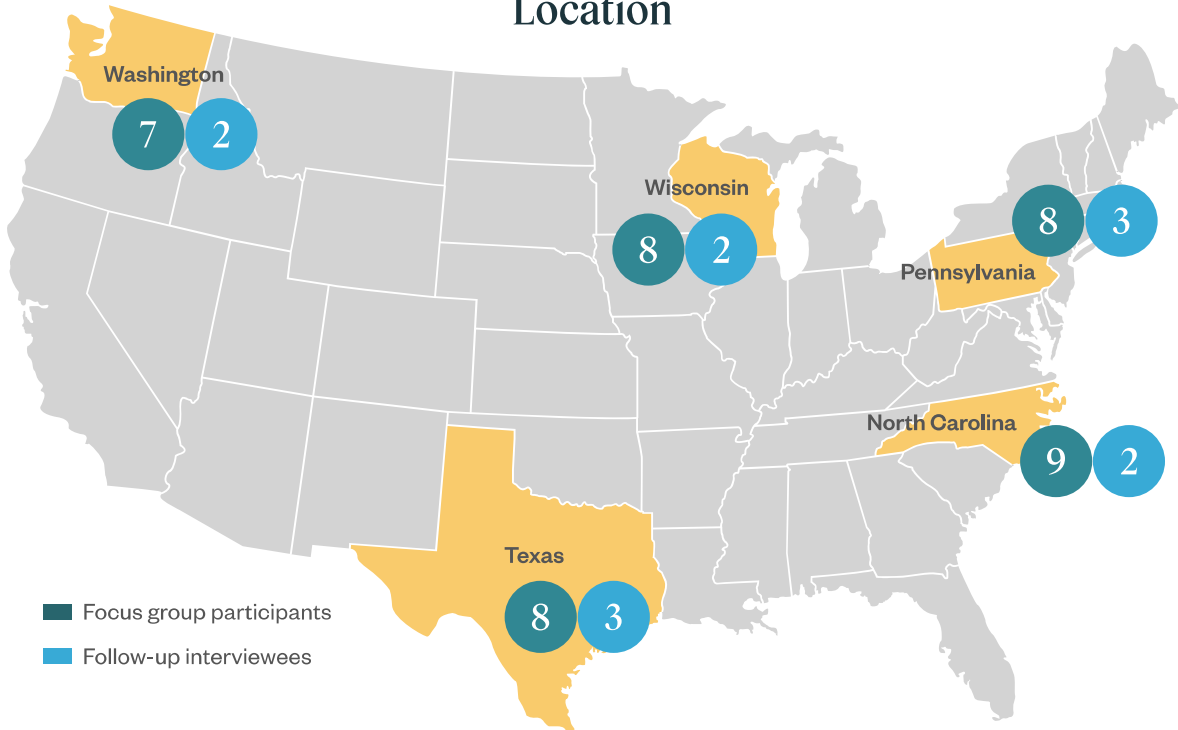 Location
Washington
7 2
Wisconsin
8 2
8 3
Pennsylvania
North Carolina
9 2
Texas
8 3
Focus group participants
Follow-up interviewees